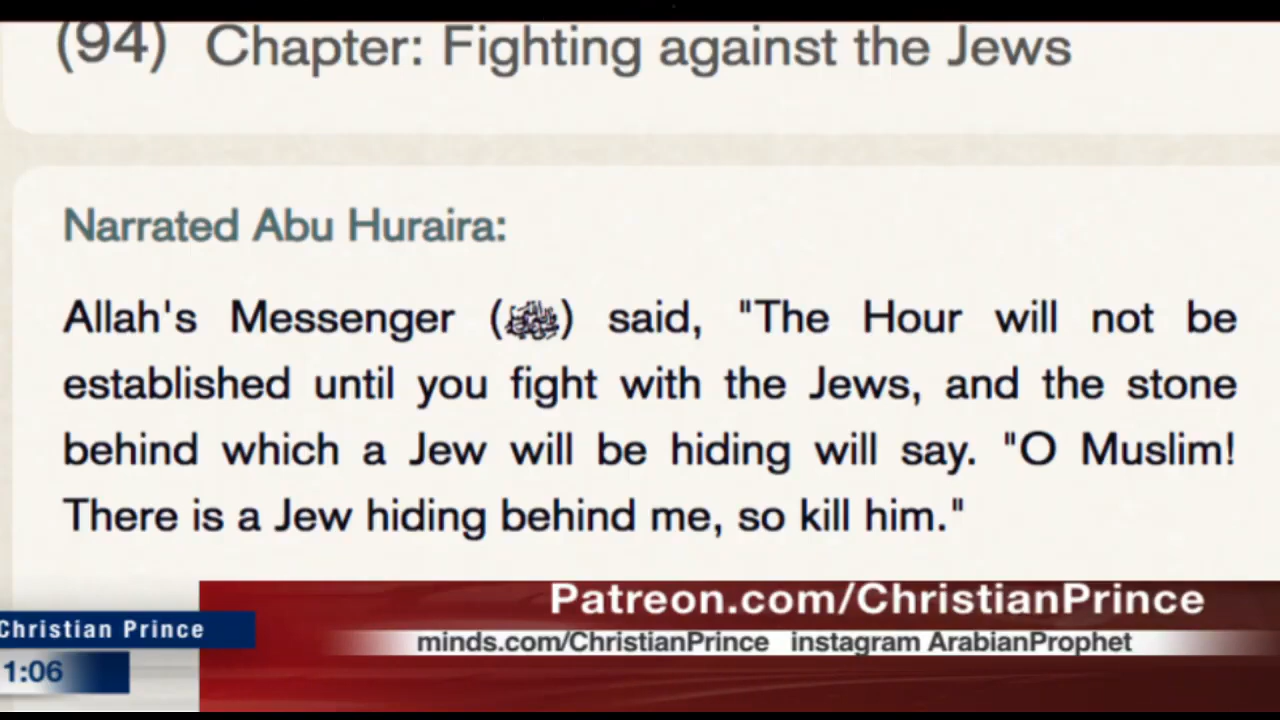 (94) Chapter: Fighting against the Jews
Narrated Abu Huraira:
Allah's Messenger (ﷺ) said, "The Hour will not be
established until you fight with the Jews, and the stone
behind which a Jew will be hiding will say. "O Muslim!
There is a Jew hiding behind me, so kill him."
Patreon.com/ChristianPrince
Christian Prince
minds.com/ChristianPrince instagram ArabianProphet
1:06